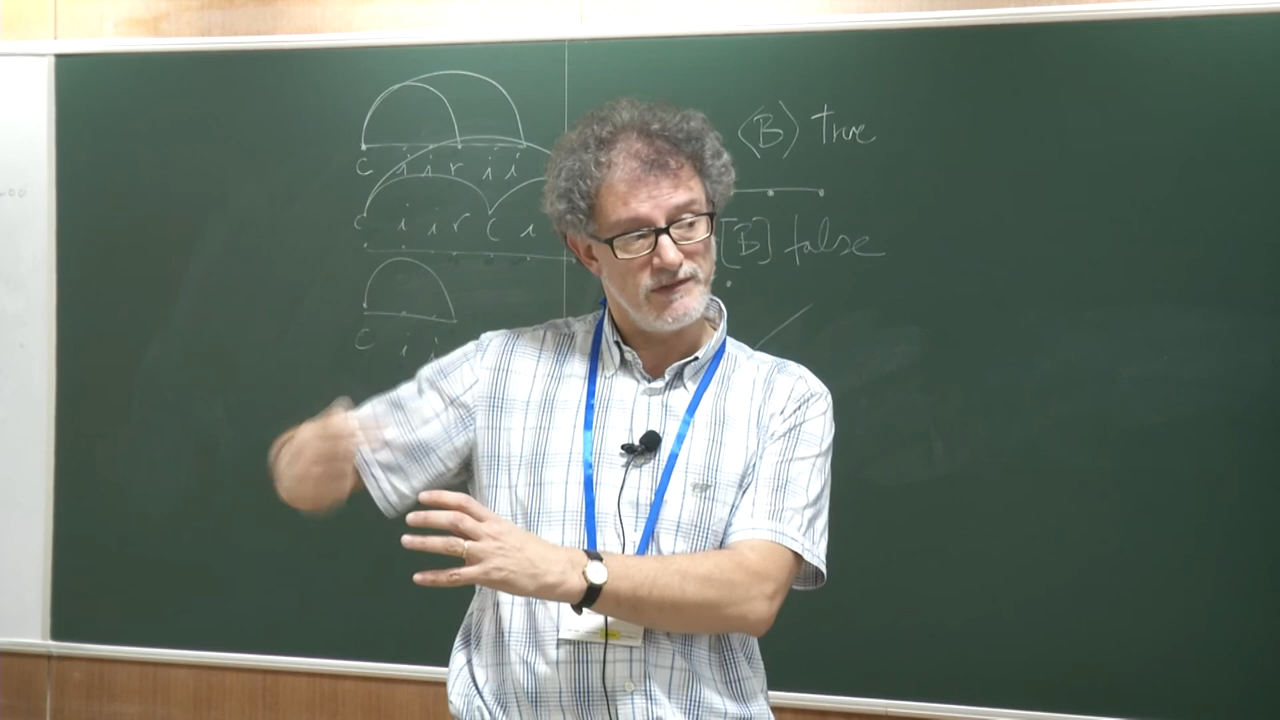 c i i r i i
⟨B⟩ true
c i i r c i
[B] false
c i i